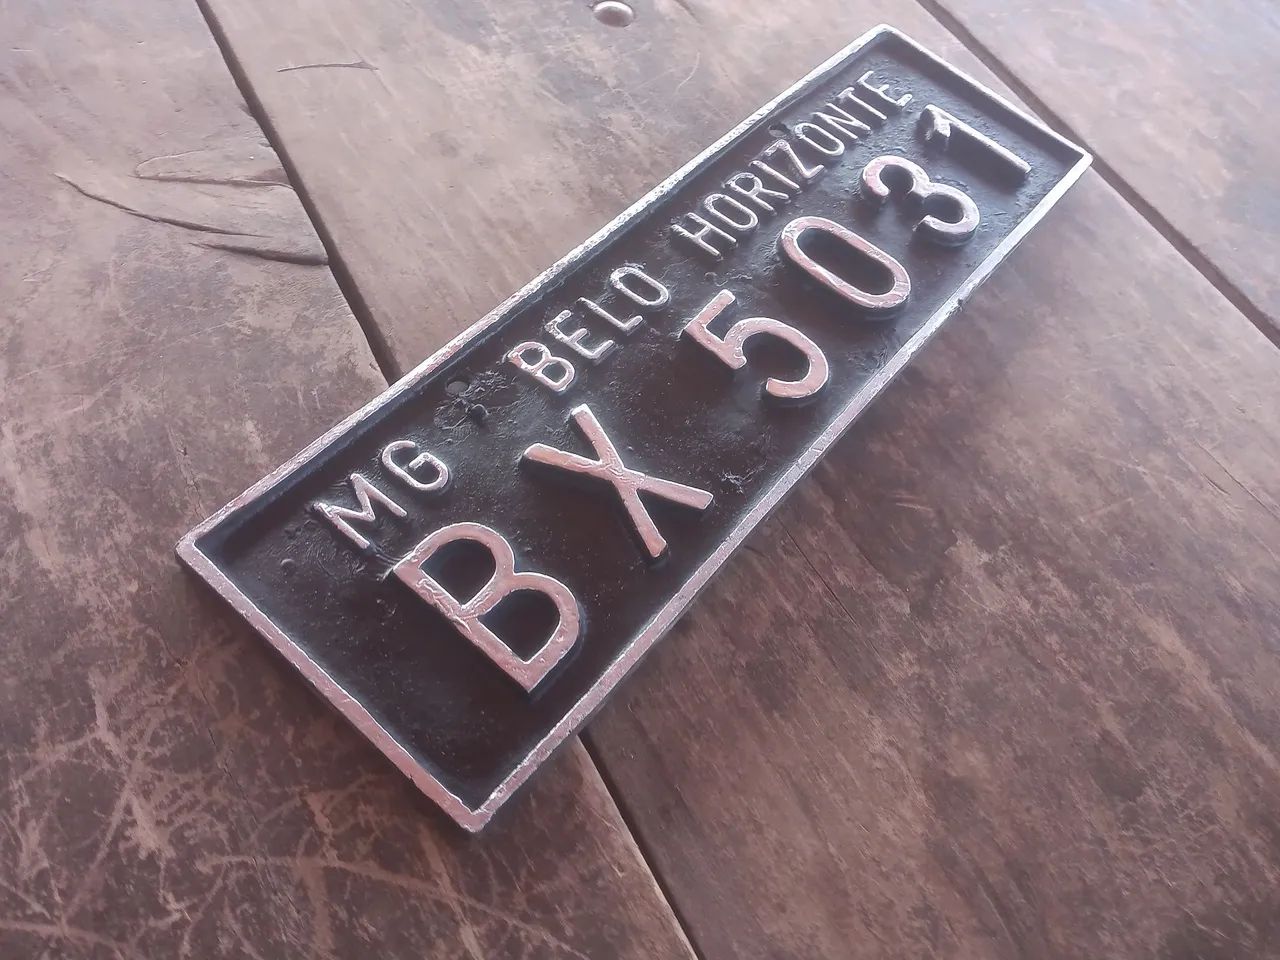 MG BELO HORIZONTE
BX 5031